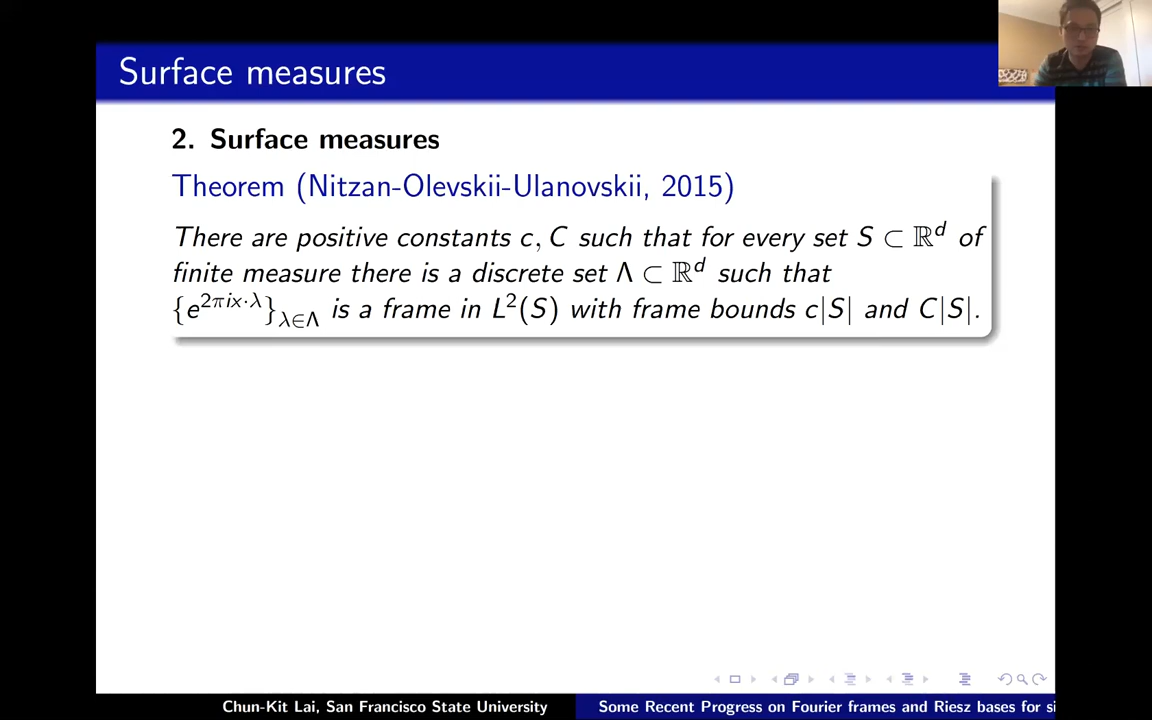 Surface measures
2. Surface measures
Theorem (Nitzan-Olevskii-Ulanovskii, 2015)
There are positive constants c, C such that for every set S ⊂ ℝ^d of
finite measure there is a discrete set Λ ⊂ ℝ^d such that
{e^{2πix·λ}}_{λ∈Λ} is a frame in L²(S) with frame bounds c|S| and C|S|.
Chun-Kit Lai, San Francisco State University
Some Recent Progress on Fourier frames and Riesz bases for si